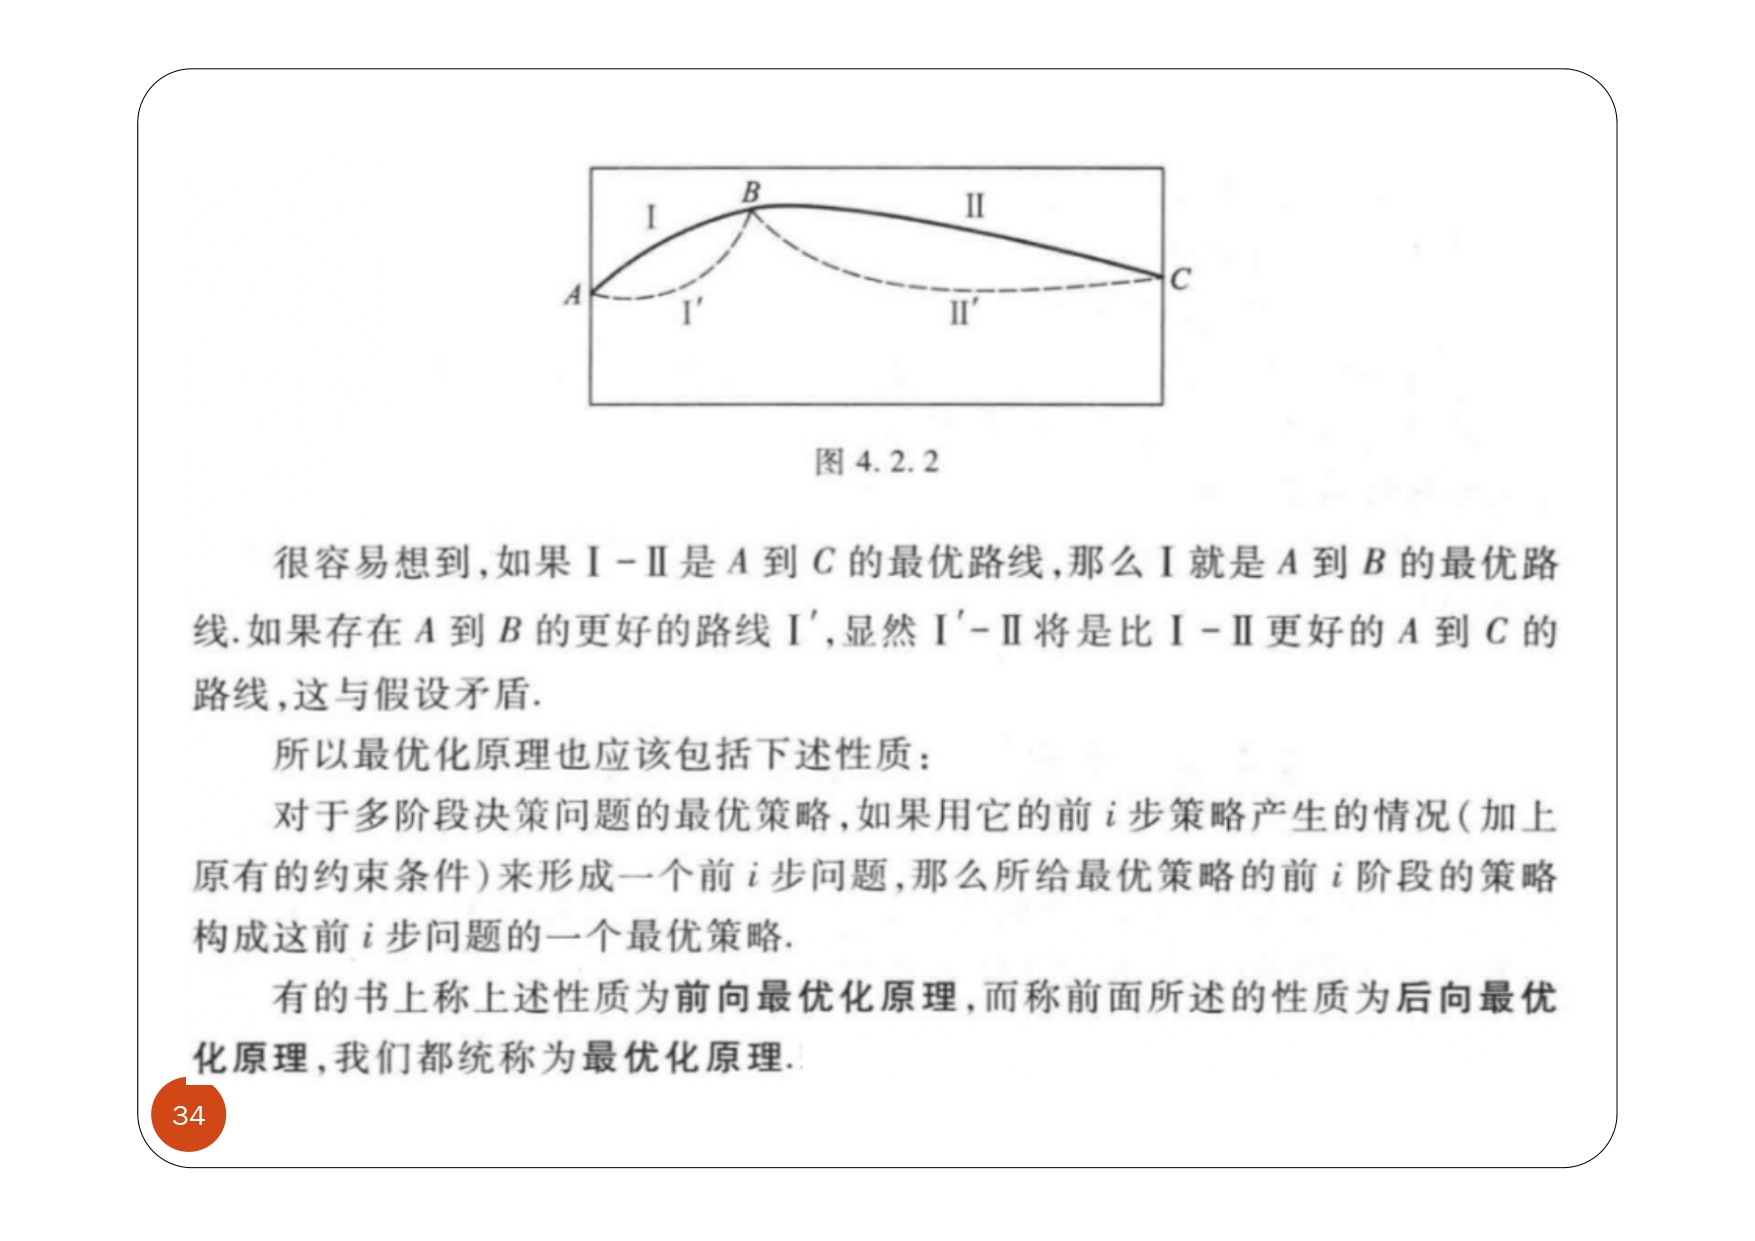 B
I
II
A
C
I′
II′
图 4.2.2
很容易想到,如果 I－II 是 A 到 C 的最优路线,那么 I 就是 A 到 B 的最优路
线.如果存在 A 到 B 的更好的路线 I′,显然 I′－II 将是比 I－II 更好的 A 到 C 的
路线,这与假设矛盾.
所以最优化原理也应该包括下述性质:
对于多阶段决策问题的最优策略,如果用它的前 i 步策略产生的情况(加上
原有的约束条件)来形成一个前 i 步问题,那么所给最优策略的前 i 阶段的策略
构成这前 i 步问题的一个最优策略.
有的书上称上述性质为前向最优化原理,而称前面所述的性质为后向最优
化原理,我们都统称为最优化原理.
34